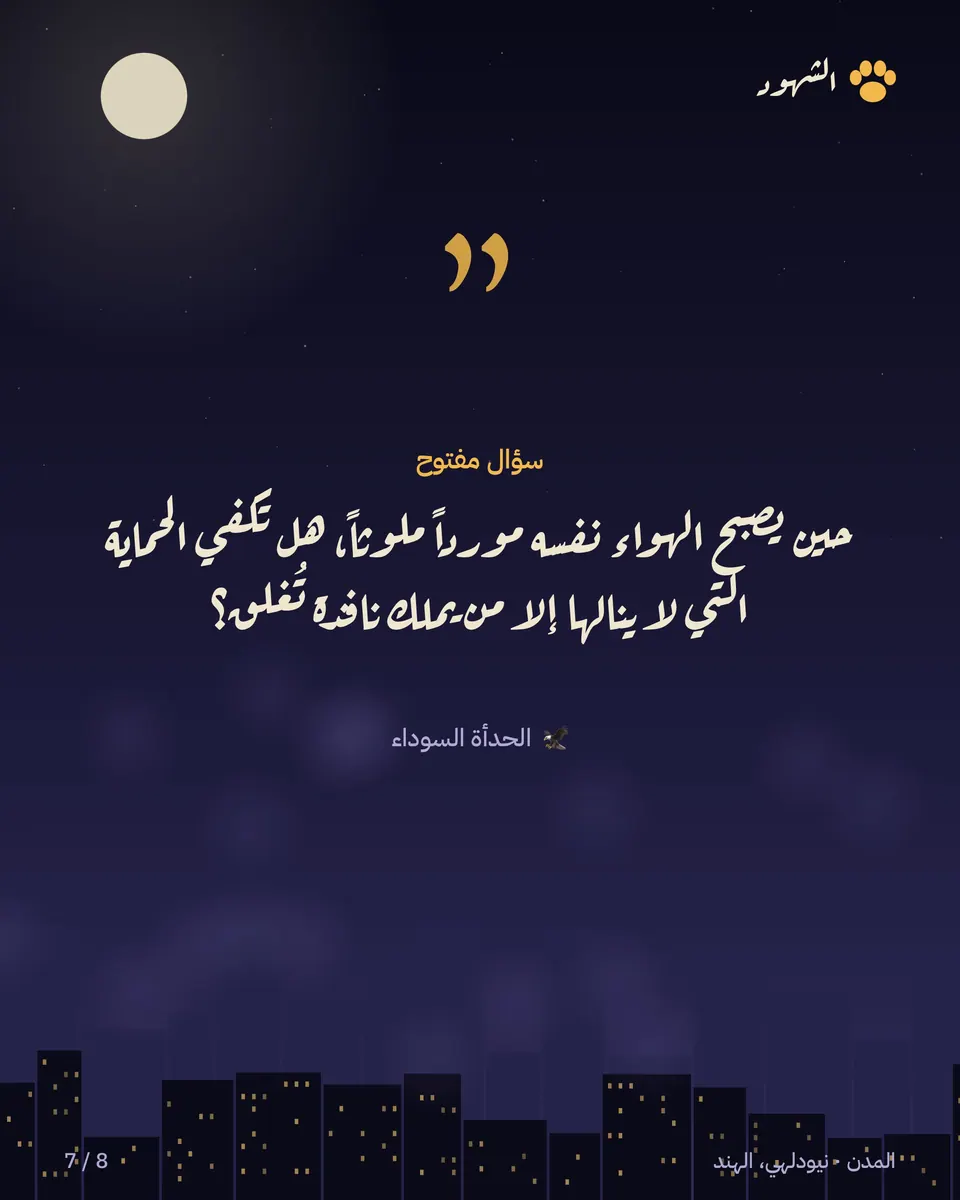 الشهود
”
سؤال مفتوح
حين يصبح الهواء نفسه مورداً ملوثاً، هل تكفي الحماية
التي لا ينالها إلا من يملك نافذة تُغلق؟
الحدأة السوداء
المدن · نيودلهي، الهند
7 / 8